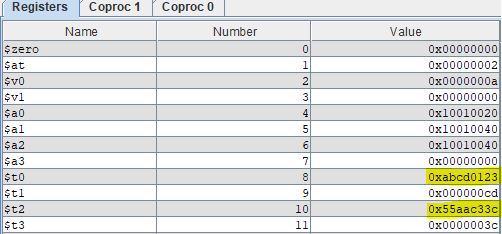 Registers Coproc 1 Coproc 0
Name Number Value
$zero 0 0x00000000
$at 1 0x00000002
$v0 2 0x0000000a
$v1 3 0x00000000
$a0 4 0x10010020
$a1 5 0x10010040
$a2 6 0x10010040
$a3 7 0x00000000
$t0 8 0xabcd0123
$t1 9 0x000000cd
$t2 10 0x55aac33c
$t3 11 0x0000003c